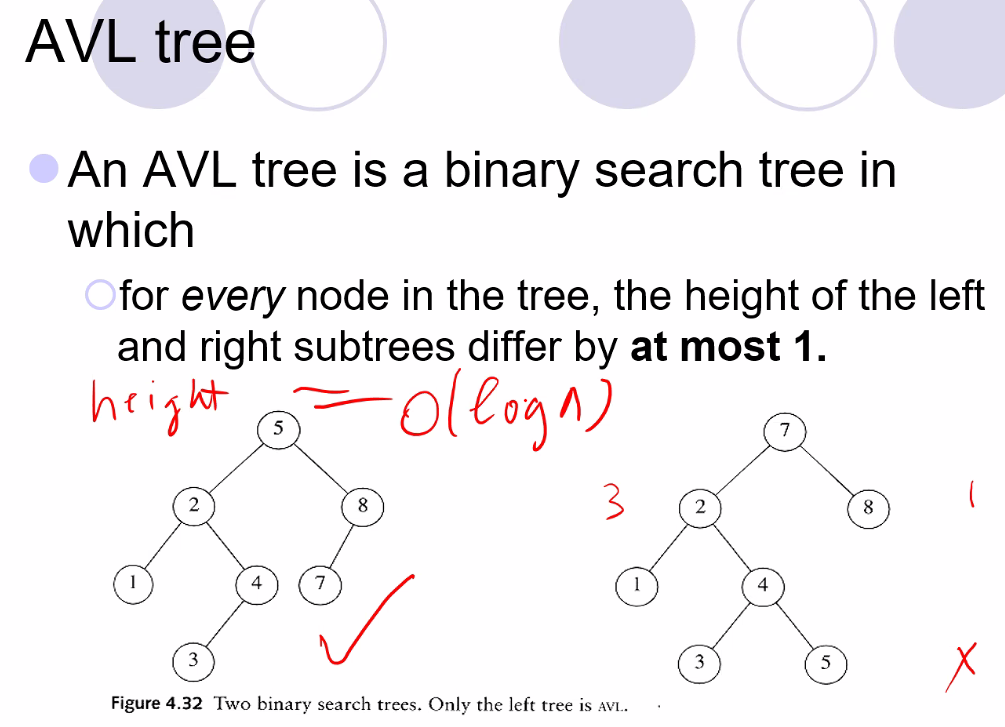 AVL tree
An AVL tree is a binary search tree in
which
for every node in the tree, the height of the left
and right subtrees differ by at most 1.
height = O(log n)
5
7
2
8
3
2
8
1
1
4
7
1
4
3
3
5
x
Figure 4.32 Two binary search trees. Only the left tree is AVL.